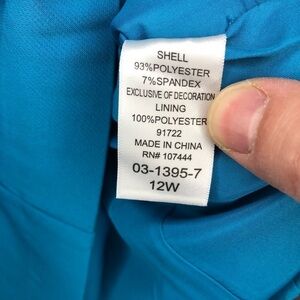 SHELL
93%POLYESTER
7%SPANDEX
EXCLUSIVE OF DECORATION
LINING
100%POLYESTER
91722
MADE IN CHINA
RN# 107444
03-1395-7
12W